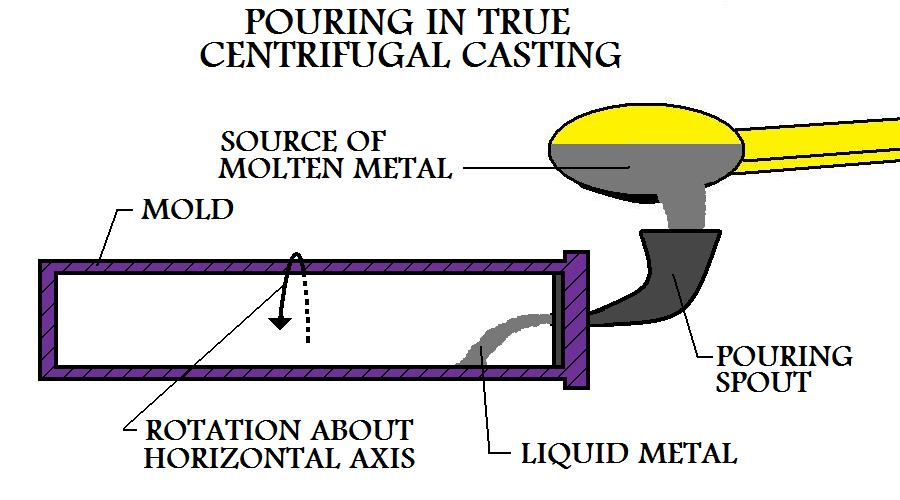 POURING IN TRUE
CENTRIFUGAL CASTING
SOURCE OF
MOLTEN METAL
MOLD
POURING
SPOUT
ROTATION ABOUT
HORIZONTAL AXIS
LIQUID METAL